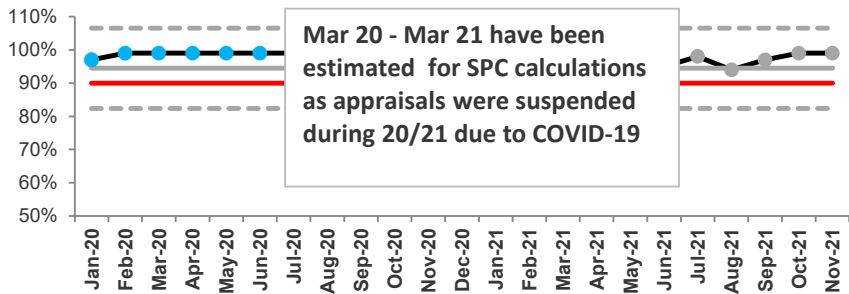 110%
100%
90%
80%
70%
60%
50%
Mar 20 - Mar 21 have been
estimated  for SPC calculations
as appraisals were suspended
during 20/21 due to COVID-19
Jan-20
Feb-20
Mar-20
Apr-20
May-20
Jun-20
Jul-20
Aug-20
Sep-20
Oct-20
Nov-20
Dec-20
Jan-21
Feb-21
Mar-21
Apr-21
May-21
Jun-21
Jul-21
Aug-21
Sep-21
Oct-21
Nov-21